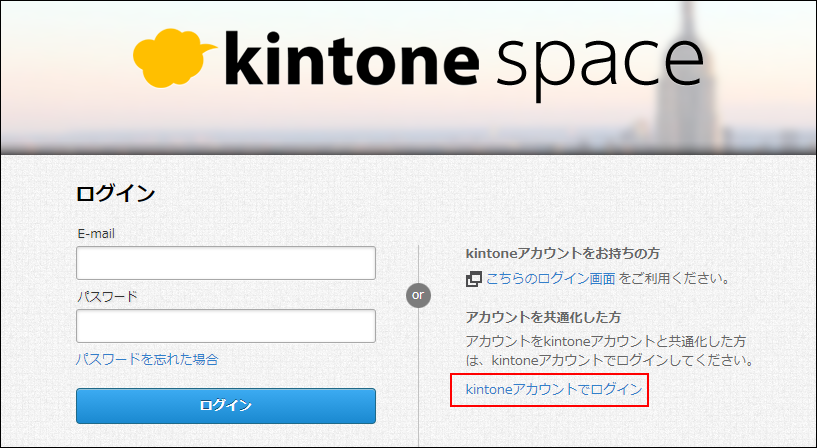 kintone space
ログイン
E-mail
パスワード
パスワードを忘れた場合
ログイン
or
kintoneアカウントをお持ちの方
こちらのログイン画面 をご利用ください。
アカウントを共通化した方
アカウントをkintoneアカウントと共通化した方
は、kintoneアカウントでログインしてください。
kintoneアカウントでログイン